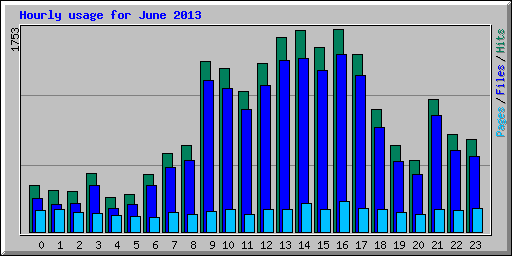 Hourly usage for June 2013
1753
Pages / Files / Hits
0 1 2 3 4 5 6 7 8 9 10 11 12 13 14 15 16 17 18 19 20 21 22 23